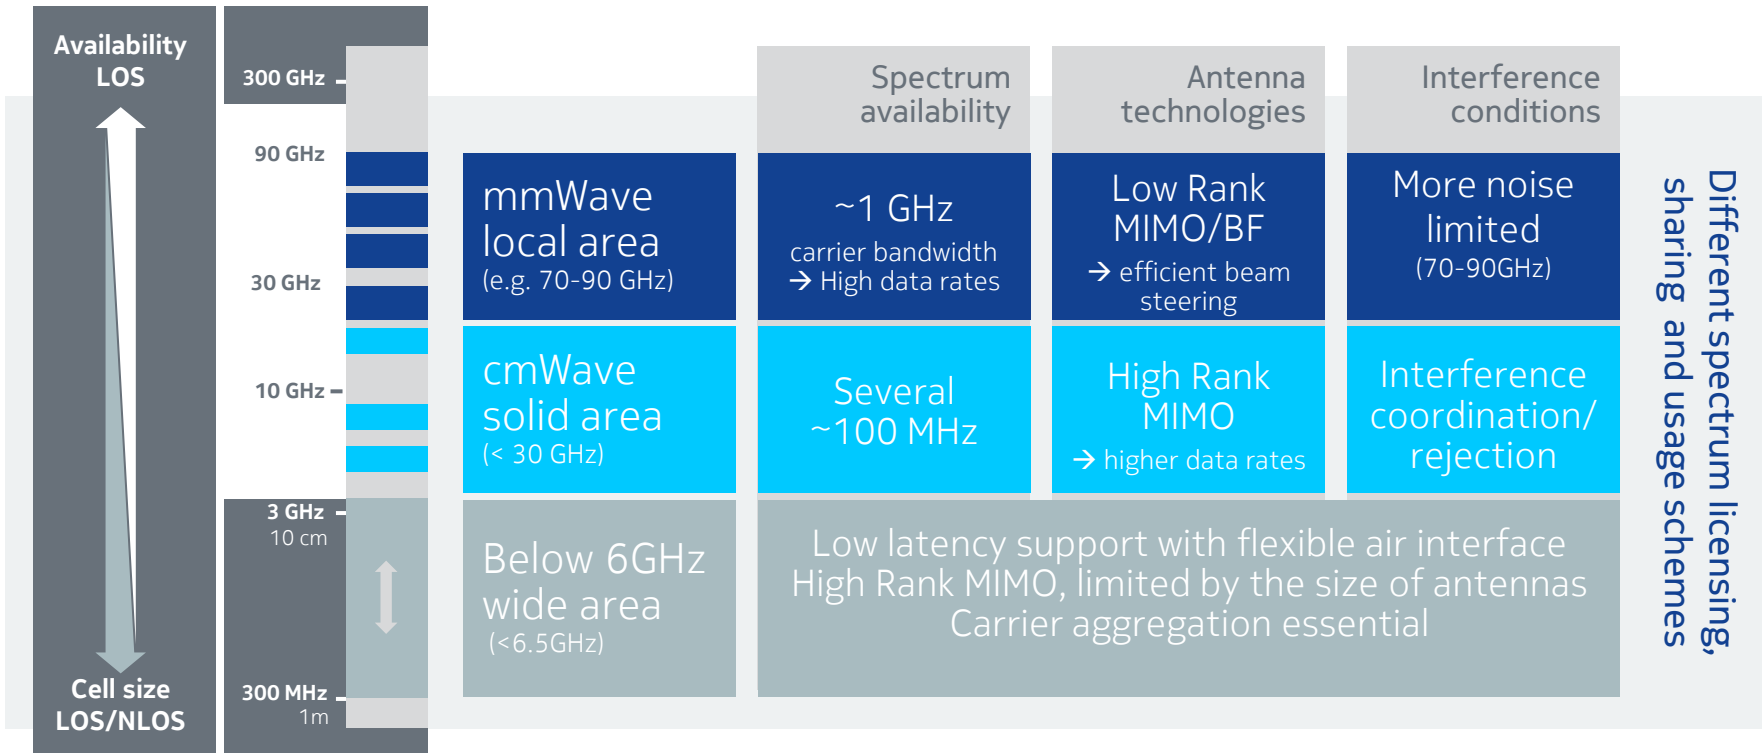 Availability
LOS
Cell size
LOS/NLOS
300 GHz
90 GHz
30 GHz
10 GHz
3 GHz
10 cm
300 MHz
1m
Spectrum
availability
Antenna
technologies
Interference
conditions
mmWave
local area
(e.g. 70-90 GHz)
~1 GHz
carrier bandwidth
→ High data rates
Low Rank
MIMO/BF
→ efficient beam
steering
More noise
limited
(70-90GHz)
cmWave
solid area
(< 30 GHz)
Several
~100 MHz
High Rank
MIMO
→ higher data rates
Interference
coordination/
rejection
Below 6GHz
wide area
(<6.5GHz)
Low latency support with flexible air interface
High Rank MIMO, limited by the size of antennas
Carrier aggregation essential
Different spectrum licensing,
sharing and usage schemes